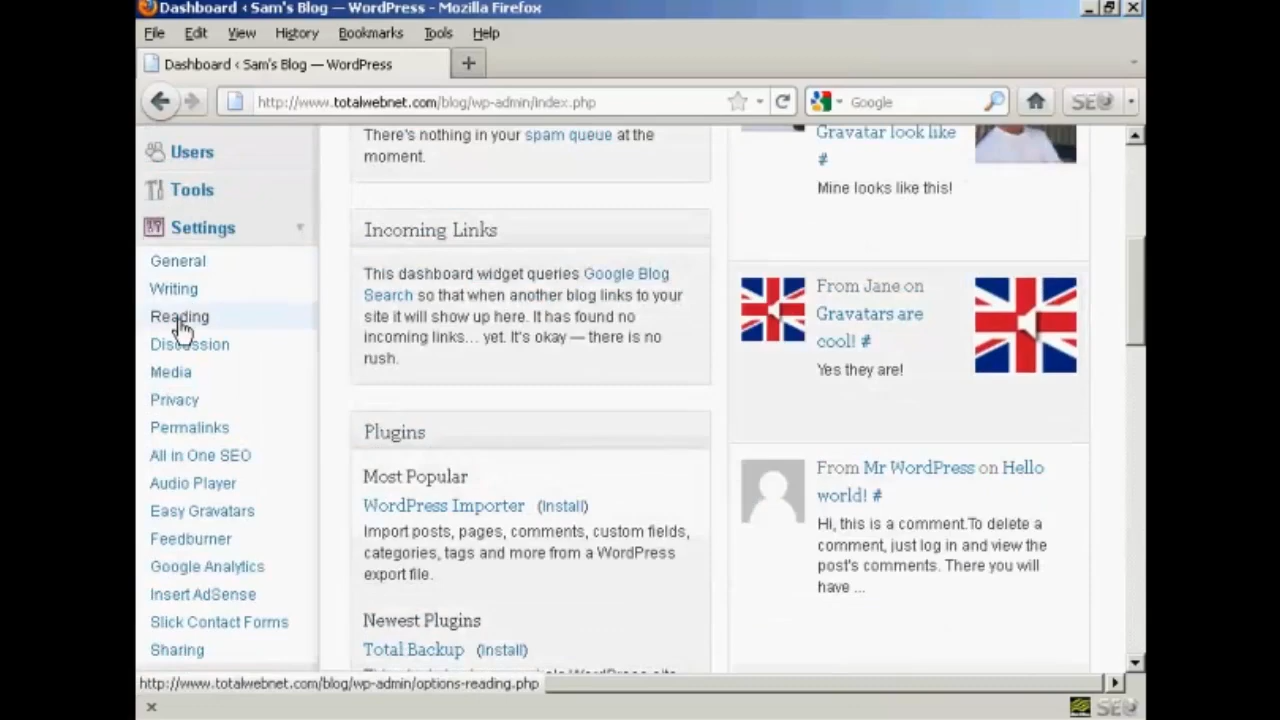 Dashboard ‹ Sam's Blog — WordPress - Mozilla Firefox
File Edit View History Bookmarks Tools Help
Dashboard ‹ Sam's Blog — WordPress
http://www.totalwebnet.com/blog/wp-admin/index.php
Google
SEO
Users
Tools
Settings
General
Writing
Reading
Discussion
Media
Privacy
Permalinks
All in One SEO
Audio Player
Easy Gravatars
Feedburner
Google Analytics
Insert AdSense
Slick Contact Forms
Sharing
There's nothing in your spam queue at the
moment.
Incoming Links
This dashboard widget queries Google Blog
Search so that when another blog links to your
site it will show up here. It has found no
incoming links… yet. It's okay — there is no
rush.
Plugins
Most Popular
WordPress Importer (Install)
Import posts, pages, comments, custom fields,
categories, tags and more from a WordPress
export file.
Newest Plugins
Total Backup (Install)
Gravatar look like
#
Mine looks like this!
From Jane on
Gravatars are
cool! #
Yes they are!
From Mr WordPress on Hello
world! #
Hi, this is a comment.To delete a
comment, just log in and view the
post's comments. There you will
have ...
http://www.totalwebnet.com/blog/wp-admin/options-reading.php
SEO